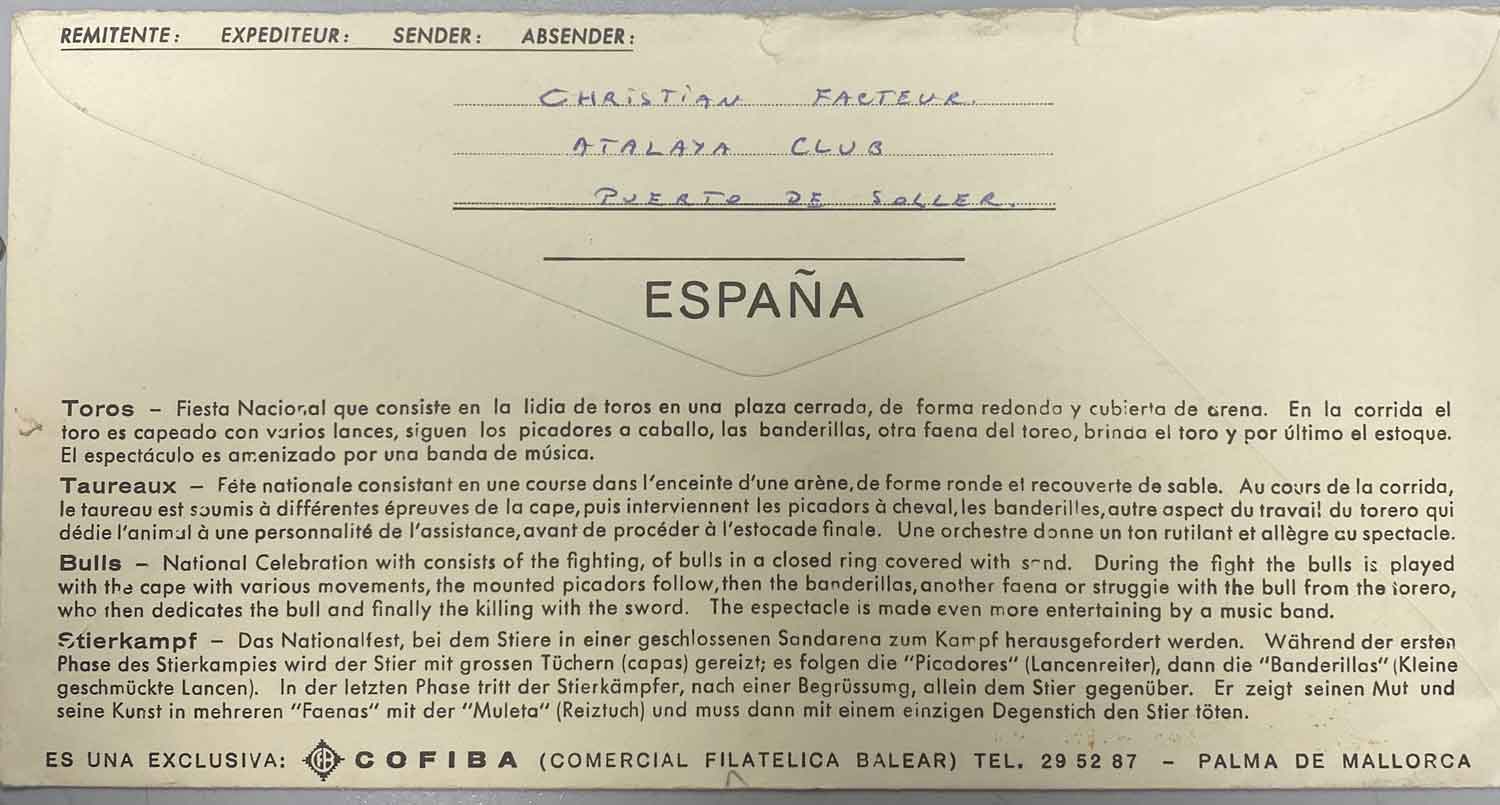 REMITENTE: EXPEDITEUR: SENDER: ABSENDER:
CHRISTIAN FACTEUR.
ATALAYA CLUB
PUERTO DE SOLLER.
ESPAÑA
Toros – Fiesta Nacional que consiste en la lidia de toros en una plaza cerrada, de forma redonda y cubierta de arena. En la corrida el
toro es capeado con varios lances, siguen los picadores a caballo, las banderillas, otra faena del toreo, brinda el toro y por último el estoque.
El espectáculo es amenizado por una banda de música.
Taureaux – Féte nationale consistant en une course dans l'enceinte d'une arène, de forme ronde et recouverte de sable. Au cours de la corrida,
le taureau est soumis à différentes épreuves de la cape, puis interviennent les picadors à cheval, les banderilles, autre aspect du travail du torero qui
dédie l'animal à une personnalité de l'assistance, avant de procéder à l'estocade finale. Une orchestre donne un ton rutilant et allègre au spectacle.
Bulls – National Celebration with consists of the fighting, of bulls in a closed ring covered with sand. During the fight the bulls is played
with the cape with various movements, the mounted picadors follow, then the banderillas, another faena or struggie with the bull from the torero,
who then dedicates the bull and finally the killing with the sword. The espectacle is made even more entertaining by a music band.
Stierkampf – Das Nationalfest, bei dem Stiere in einer geschlossenen Sandarena zum Kampf herausgefordert werden. Während der ersten
Phase des Stierkampies wird der Stier mit grossen Tüchern (capas) gereizt; es folgen die "Picadores" (Lancenreiter), dann die "Banderillas" (Kleine
geschmückte Lancen). In der letzten Phase tritt der Stierkämpfer, nach einer Begrüssumg, allein dem Stier gegenüber. Er zeigt seinen Mut und
seine Kunst in mehreren "Faenas" mit der "Muleta" (Reiztuch) und muss dann mit einem einzigen Degenstich den Stier töten.
ES UNA EXCLUSIVA: COFIBA (COMERCIAL FILATELICA BALEAR) TEL. 29 52 87 – PALMA DE MALLORCA